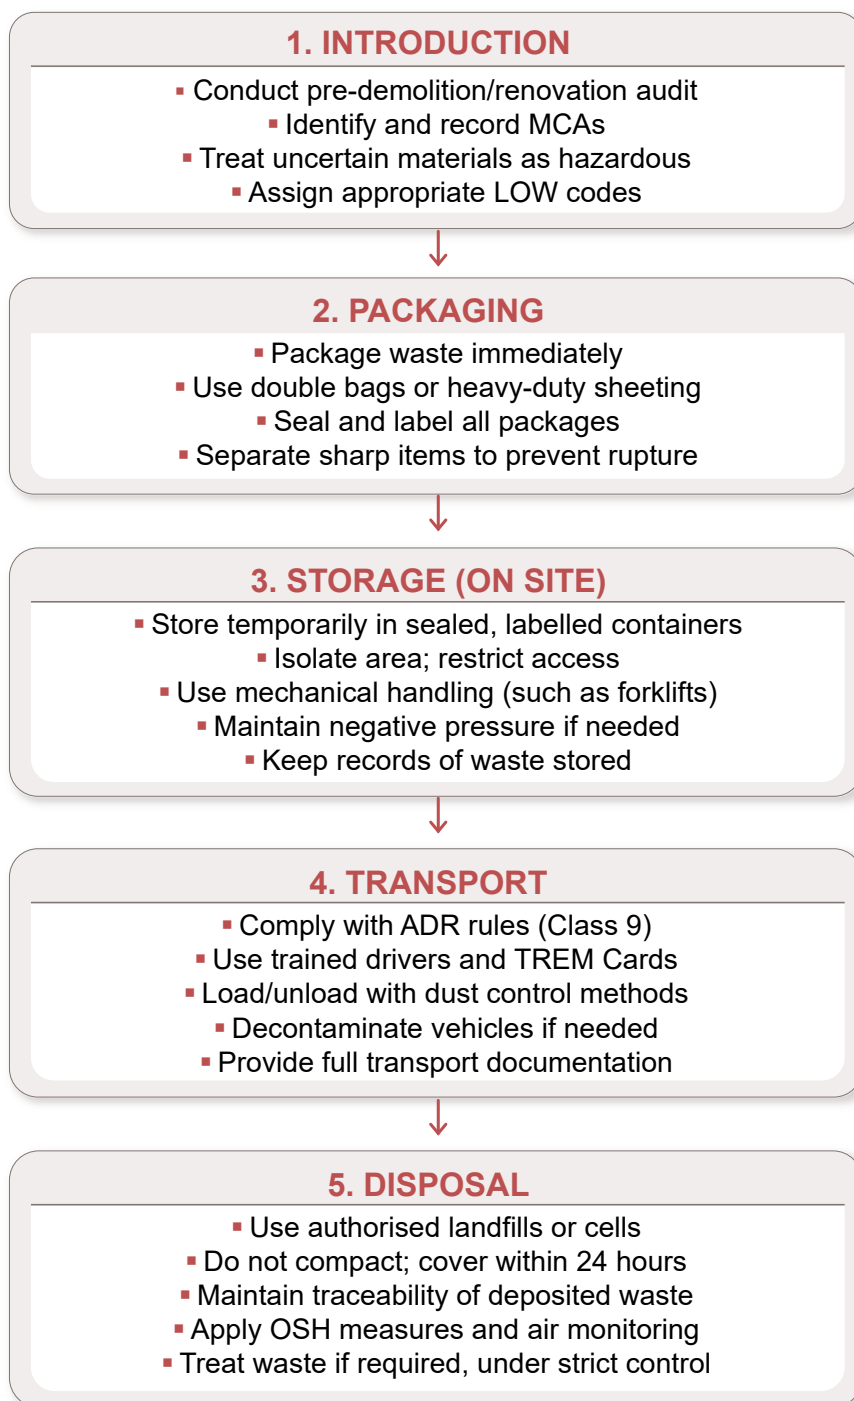 1. INTRODUCTION
▪ Conduct pre-demolition/renovation audit
▪ Identify and record MCAs
▪ Treat uncertain materials as hazardous
▪ Assign appropriate LOW codes
2. PACKAGING
▪ Package waste immediately
▪ Use double bags or heavy-duty sheeting
▪ Seal and label all packages
▪ Separate sharp items to prevent rupture
3. STORAGE (ON SITE)
▪ Store temporarily in sealed, labelled containers
▪ Isolate area; restrict access
▪ Use mechanical handling (such as forklifts)
▪ Maintain negative pressure if needed
▪ Keep records of waste stored
4. TRANSPORT
▪ Comply with ADR rules (Class 9)
▪ Use trained drivers and TREM Cards
▪ Load/unload with dust control methods
▪ Decontaminate vehicles if needed
▪ Provide full transport documentation
5. DISPOSAL
▪ Use authorised landfills or cells
▪ Do not compact; cover within 24 hours
▪ Maintain traceability of deposited waste
▪ Apply OSH measures and air monitoring
▪ Treat waste if required, under strict control